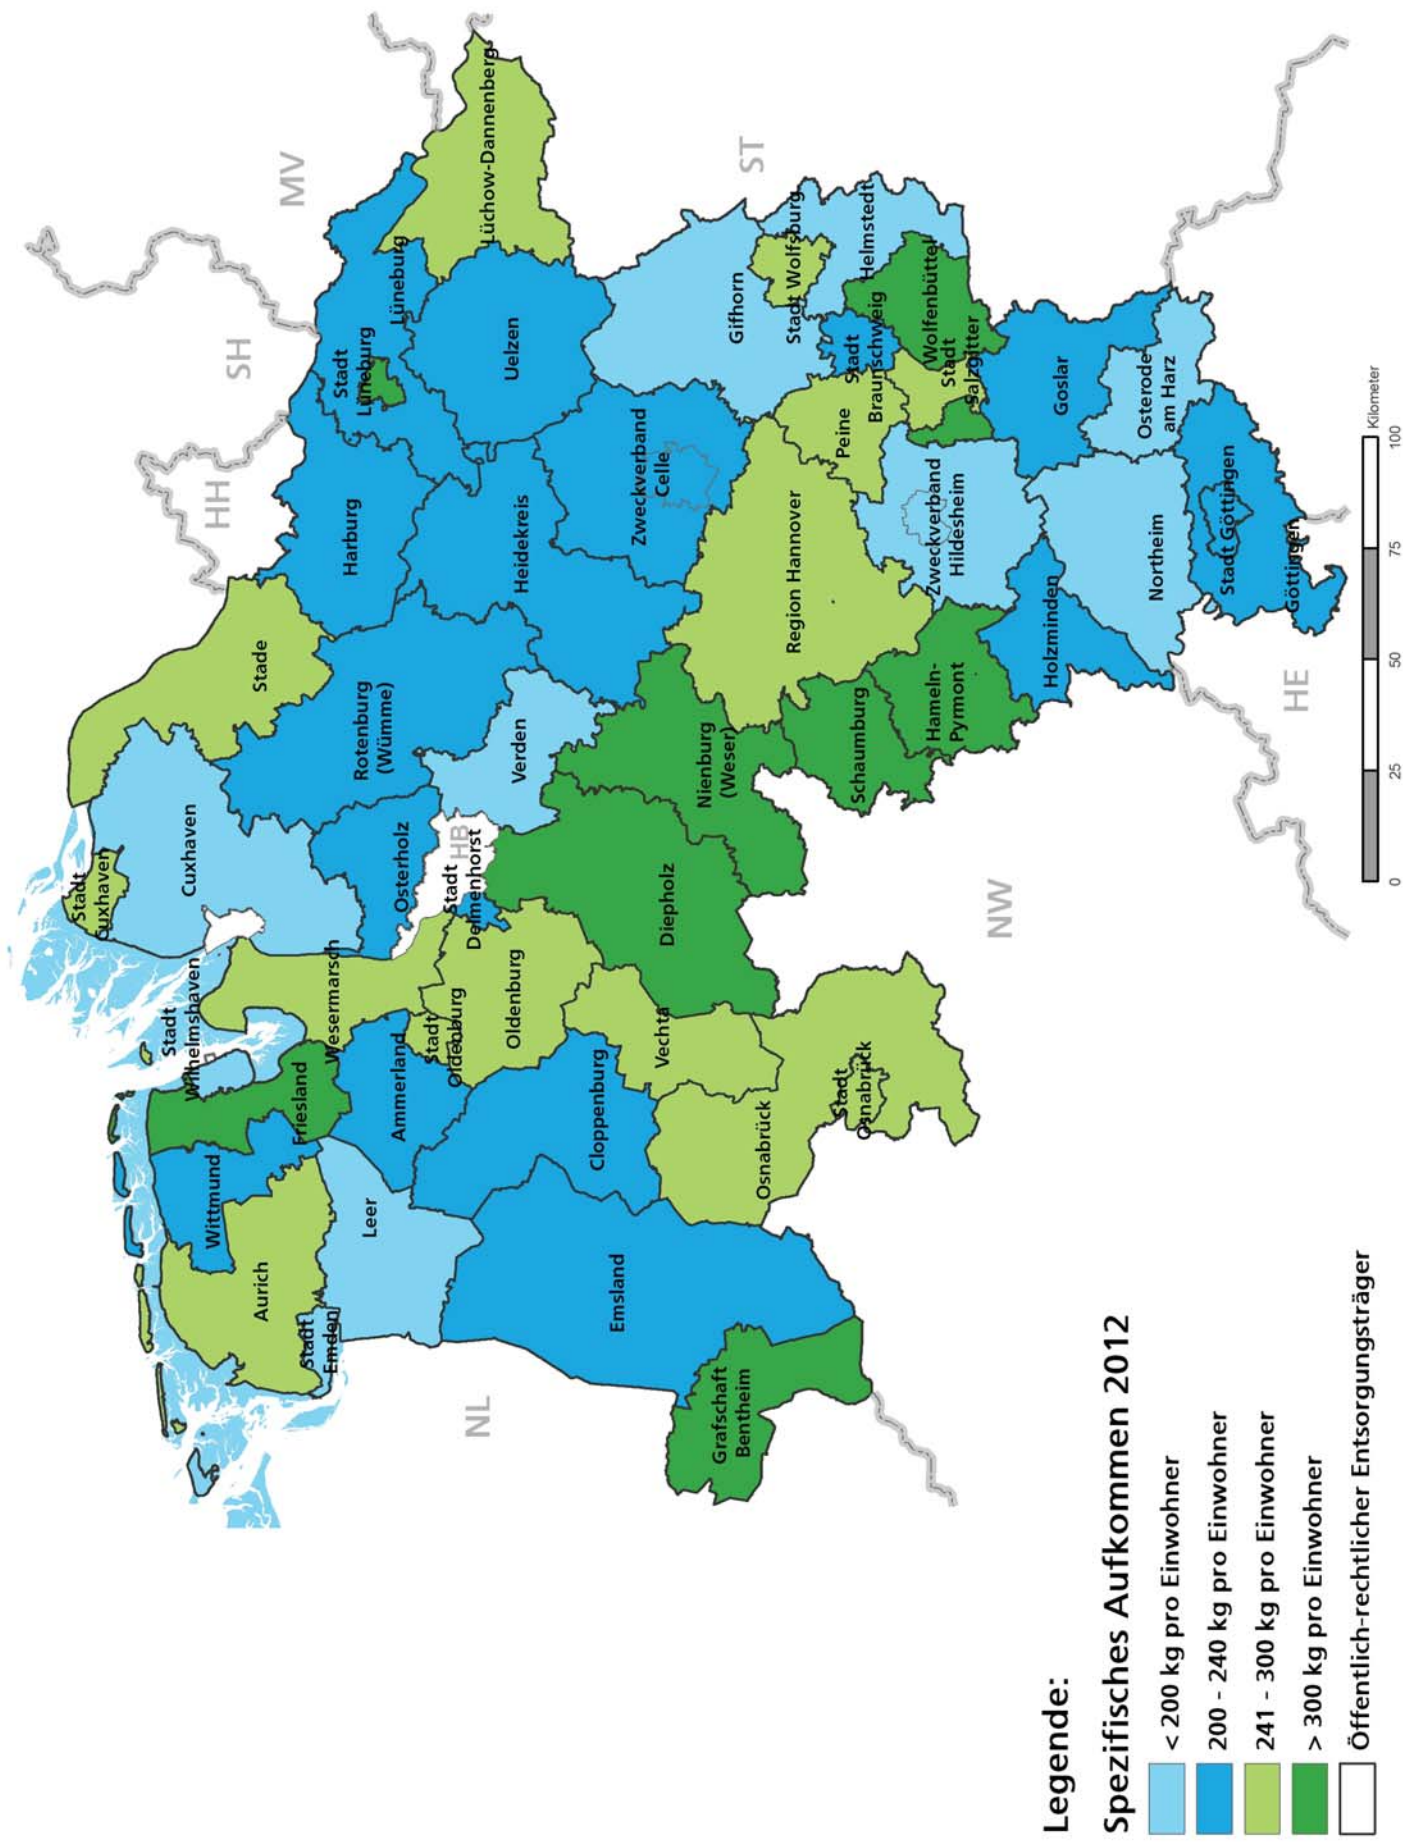 MV
SH
HH
ST
HB
NL
NW
HE
Stadt
Cuxhaven
Cuxhaven
Stade
Stadt
Wilhelmshaven
Wittmund
Friesland
Aurich
Stadt
Emden
Wesermarsch
Leer
Ammerland
Stadt
Oldenburg
Oldenburg
Osterholz
Stadt
Delmenhorst
Rotenburg
(Wümme)
Harburg
Stadt
Lüneburg
Lüneburg
Lüchow-Dannenberg
Uelzen
Heidekreis
Verden
Cloppenburg
Emsland
Vechta
Diepholz
Nienburg
(Weser)
Zweckverband
Celle
Gifhorn
Grafschaft
Bentheim
Osnabrück
Stadt
Osnabrück
Region Hannover
Schaumburg
Hameln-
Pymont
Peine
Stadt Wolfsburg
Helmstedt
Stadt
Braunschweig
Wolfenbüttel
Stadt
Salzgitter
Zweckverband
Hildesheim
Holzminden
Goslar
Northeim
Osterode
am Harz
Stadt Göttingen
Göttingen
Legende:
Spezifisches Aufkommen 2012
< 200 kg pro Einwohner
200 - 240 kg pro Einwohner
241 - 300 kg pro Einwohner
> 300 kg pro Einwohner
Öffentlich-rechtlicher Entsorgungsträger
0 25 50 75 100
Kilometer